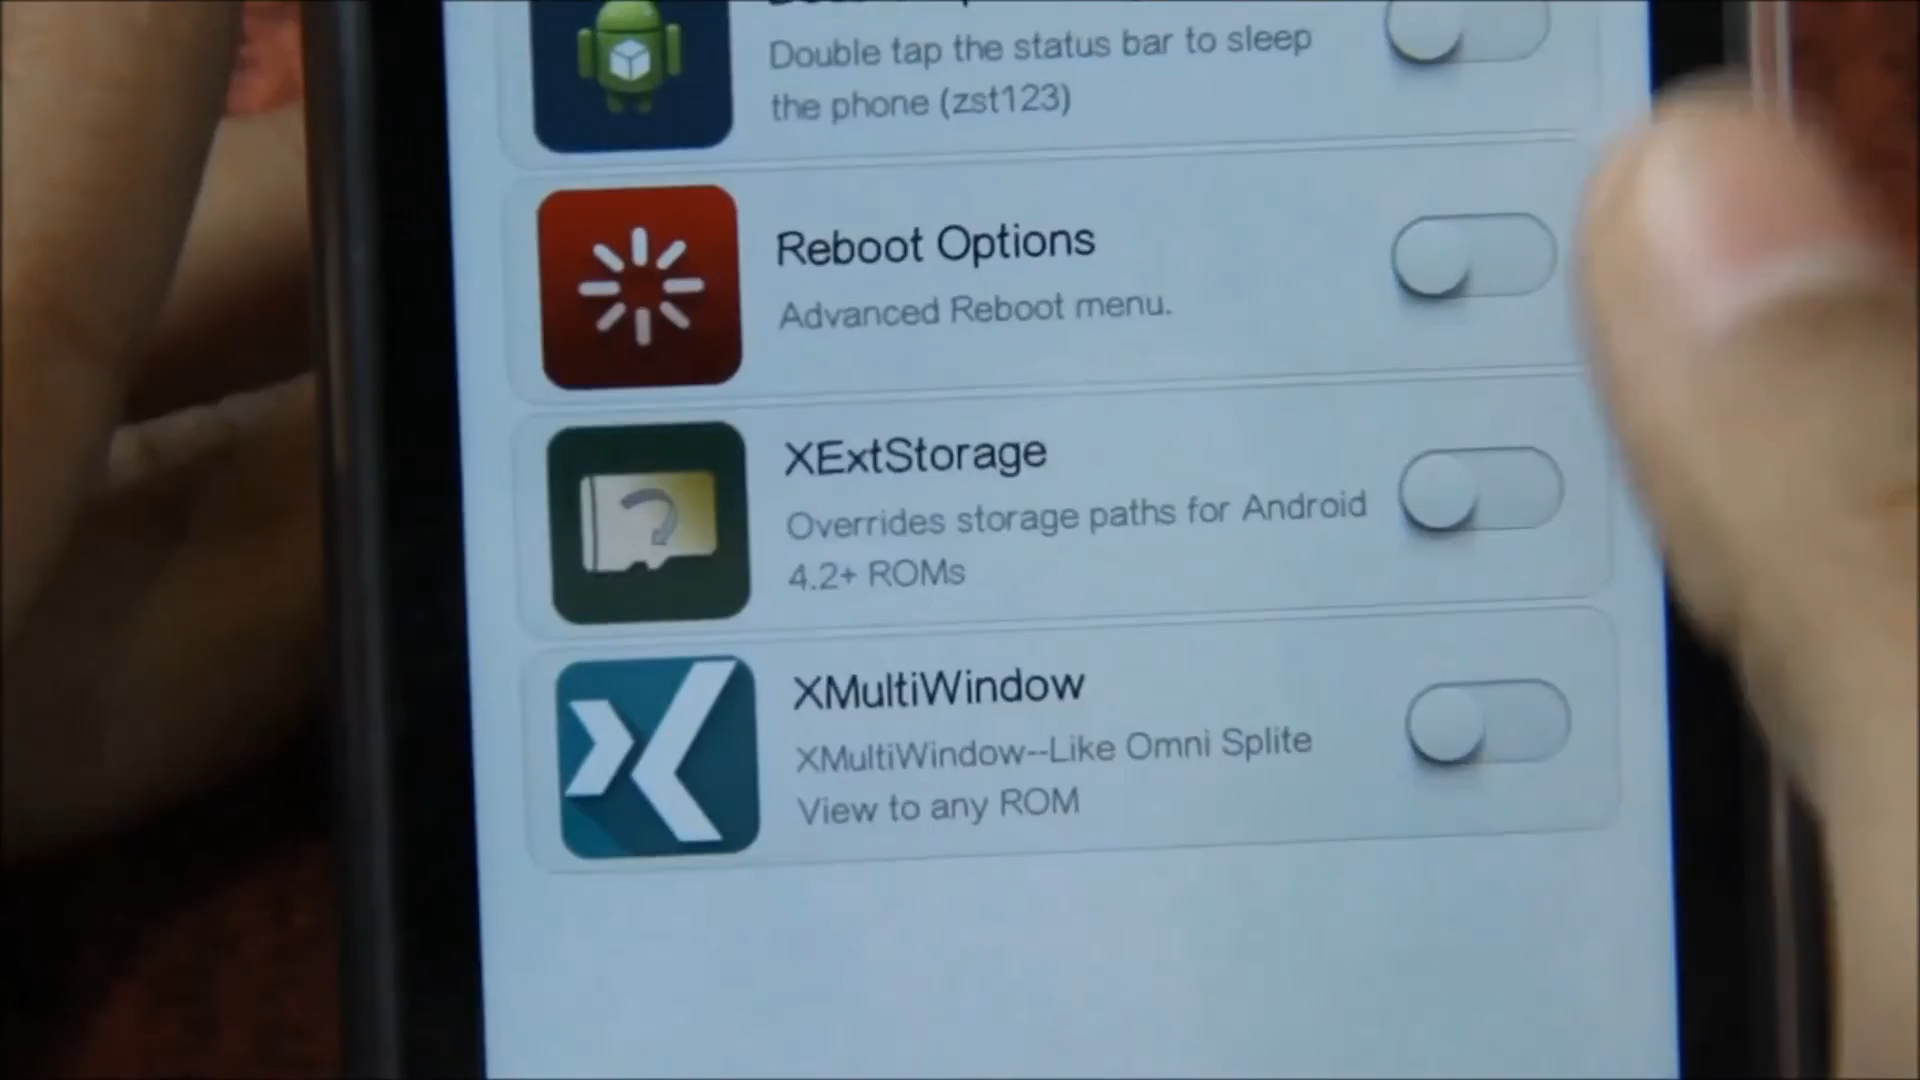 Double tap the status bar to sleep
the phone (zst123)
Reboot Options
Advanced Reboot menu.
XExtStorage
Overrides storage paths for Android
4.2+ ROMs
XMultiWindow
XMultiWindow--Like Omni Splite
View to any ROM